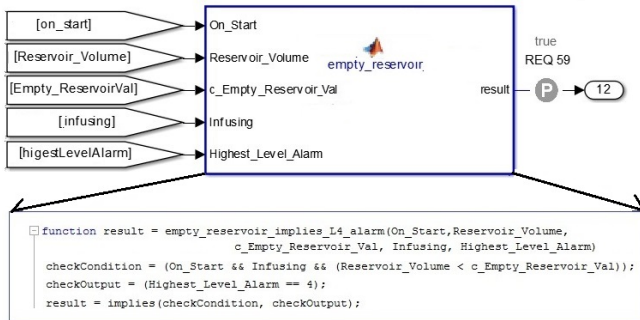 [on_start]
[Reservoir_Volume]
[Empty_ReservoirVal]
[infusing]
[higestLevelAlarm]
On_Start
Reservoir_Volume
c_Empty_Reservoir_Val
Infusing
Highest_Level_Alarm
empty_reservoir
result
true
REQ 59
P
12
function result = empty_reservoir_implies_L4_alarm(On_Start,Reservoir_Volume,
c_Empty_Reservoir_Val, Infusing, Highest_Level_Alarm)
checkCondition = (On_Start && Infusing && (Reservoir_Volume < c_Empty_Reservoir_Val));
checkOutput = (Highest_Level_Alarm == 4);
result = implies(checkCondition, checkOutput);